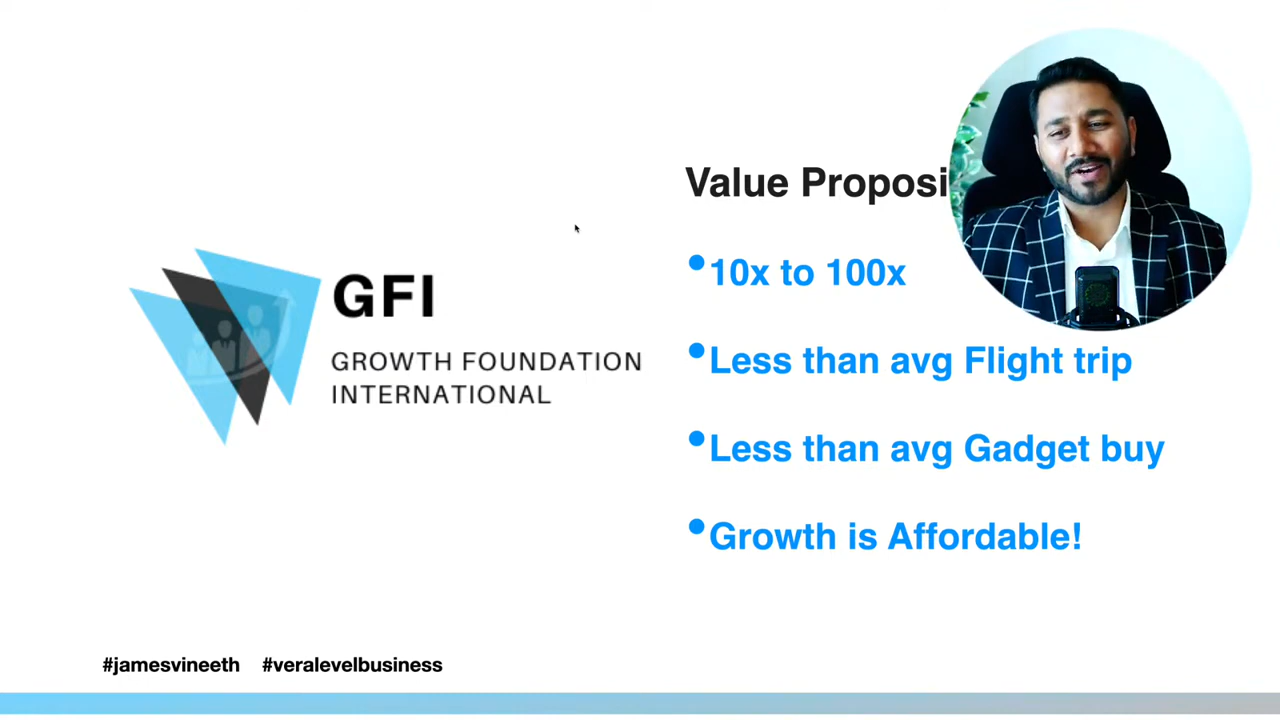 Value Proposi
GFI
GROWTH FOUNDATION
INTERNATIONAL
•10x to 100x
•Less than avg Flight trip
•Less than avg Gadget buy
•Growth is Affordable!
#jamesvineeth #veralevelbusiness